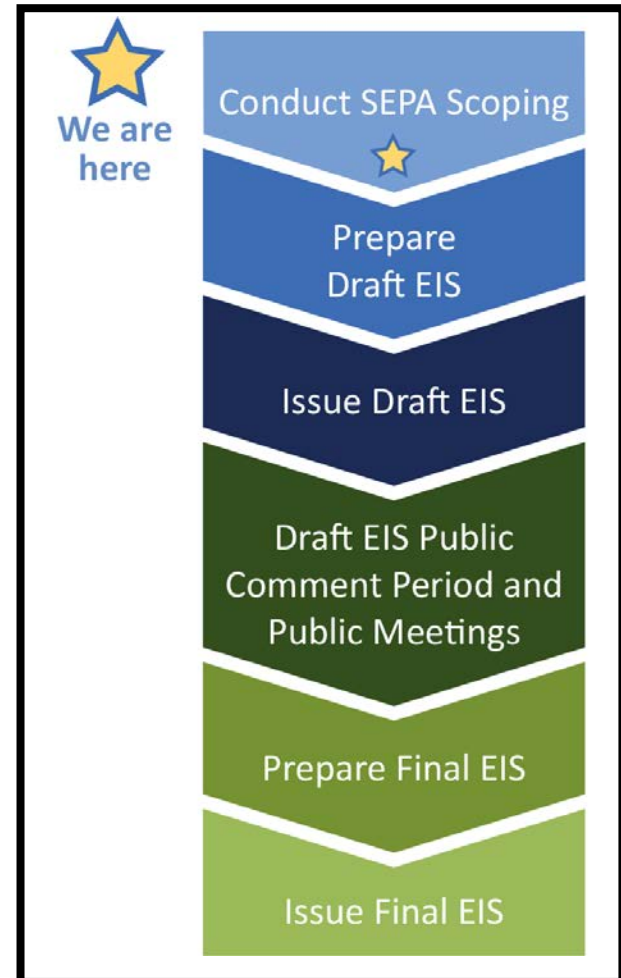 We are
here
Conduct SEPA Scoping
Prepare
Draft EIS
Issue Draft EIS
Draft EIS Public
Comment Period and
Public Meetings
Prepare Final EIS
Issue Final EIS